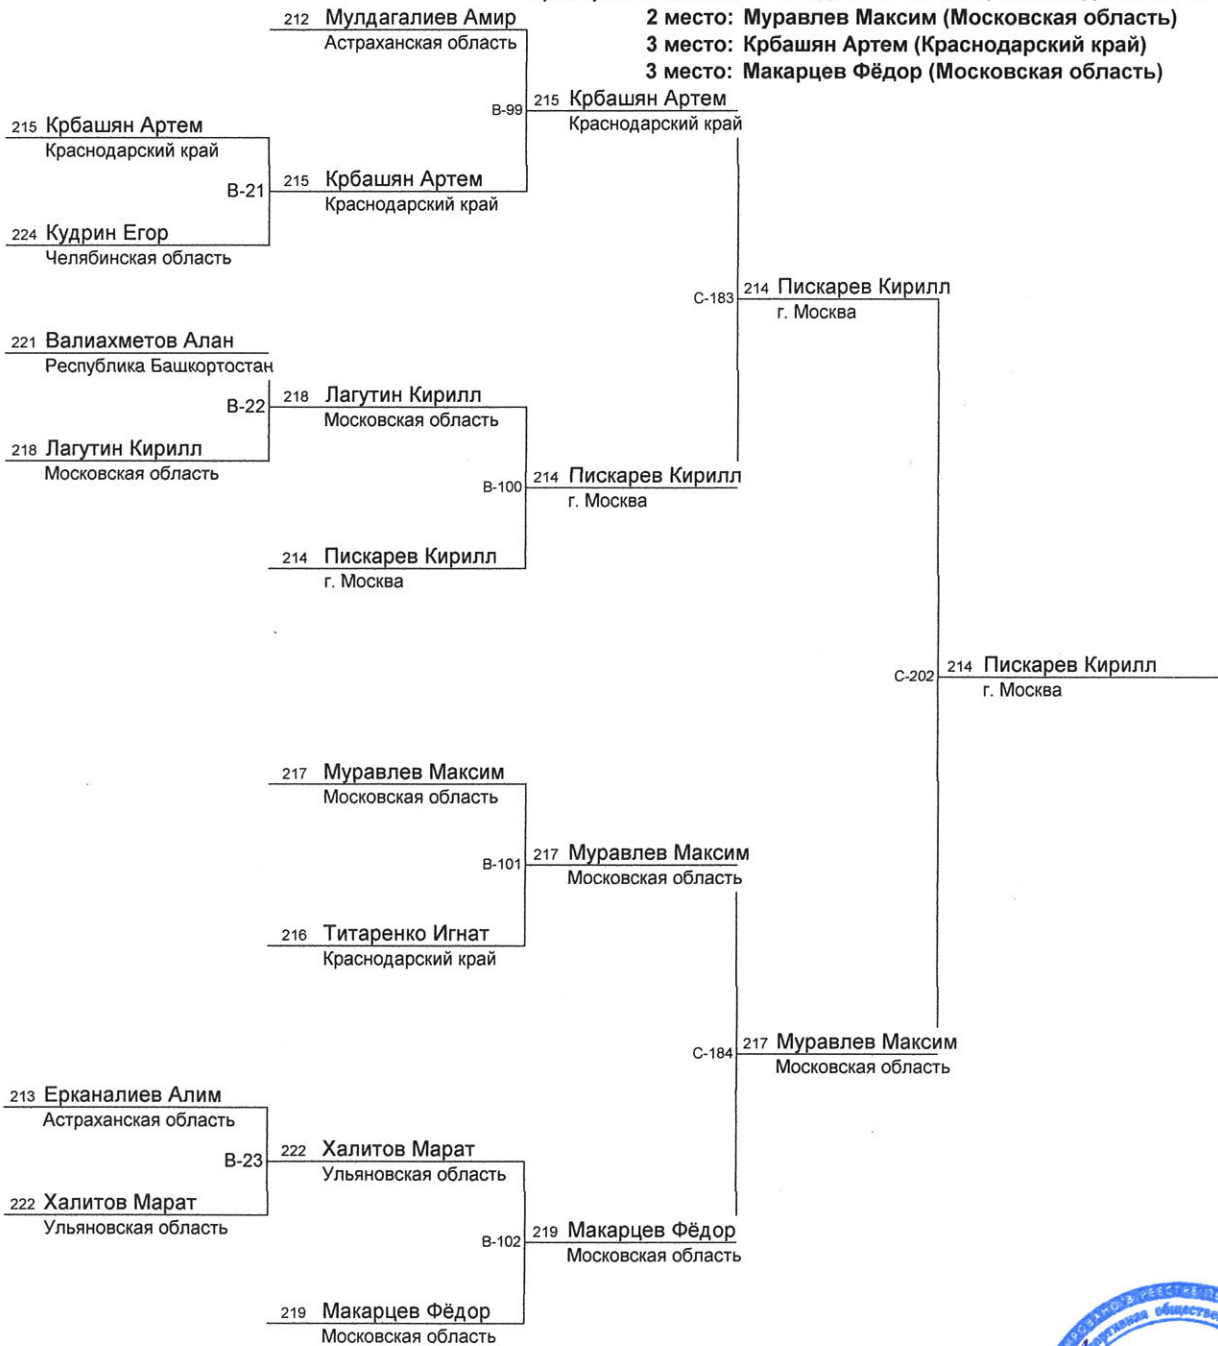 212 Мулдагалиев Амир
Астраханская область
2 место: Муравлев Максим (Московская область)
3 место: Крбашян Артем (Краснодарский край)
3 место: Макарцев Фёдор (Московская область)
B-99
215 Крбашян Артем
Краснодарский край
215 Крбашян Артем
Краснодарский край
B-21
215 Крбашян Артем
Краснодарский край
224 Кудрин Егор
Челябинская область
C-183
214 Пискарев Кирилл
г. Москва
221 Валиахметов Алан
Республика Башкортостан
B-22
218 Лагутин Кирилл
Московская область
218 Лагутин Кирилл
Московская область
B-100
214 Пискарев Кирилл
г. Москва
214 Пискарев Кирилл
г. Москва
C-202
214 Пискарев Кирилл
г. Москва
217 Муравлев Максим
Московская область
B-101
217 Муравлев Максим
Московская область
216 Титаренко Игнат
Краснодарский край
C-184
217 Муравлев Максим
Московская область
213 Ерканалиев Алим
Астраханская область
B-23
222 Халитов Марат
Ульяновская область
222 Халитов Марат
Ульяновская область
B-102
219 Макарцев Фёдор
Московская область
219 Макарцев Фёдор
Московская область